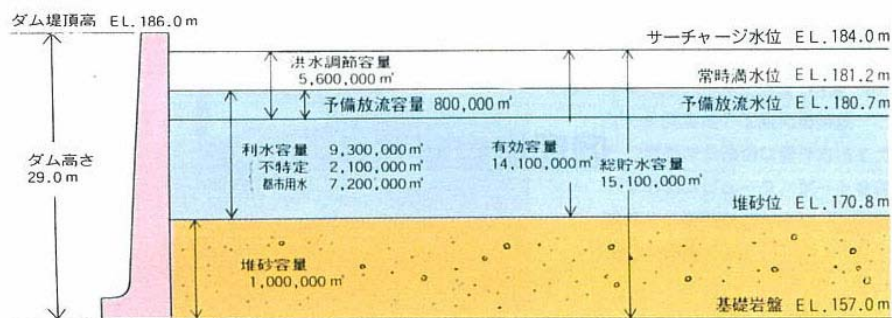 ダム堤頂高 EL.186.0m
サーチャージ水位 EL.184.0m
洪水調節容量
5,600,000㎥
常時満水位 EL.181.2m
予備放流容量 800,000㎥
予備放流水位 EL.180.7m
ダム高さ
29.0m
利水容量 9,300,000㎥
不特定 2,100,000㎥
都市用水 7,200,000㎥
有効容量
14,100,000㎥
総貯水容量
15,100,000㎥
堆砂位 EL.170.8m
堆砂容量
1,000,000㎥
基礎岩盤 EL.157.0m